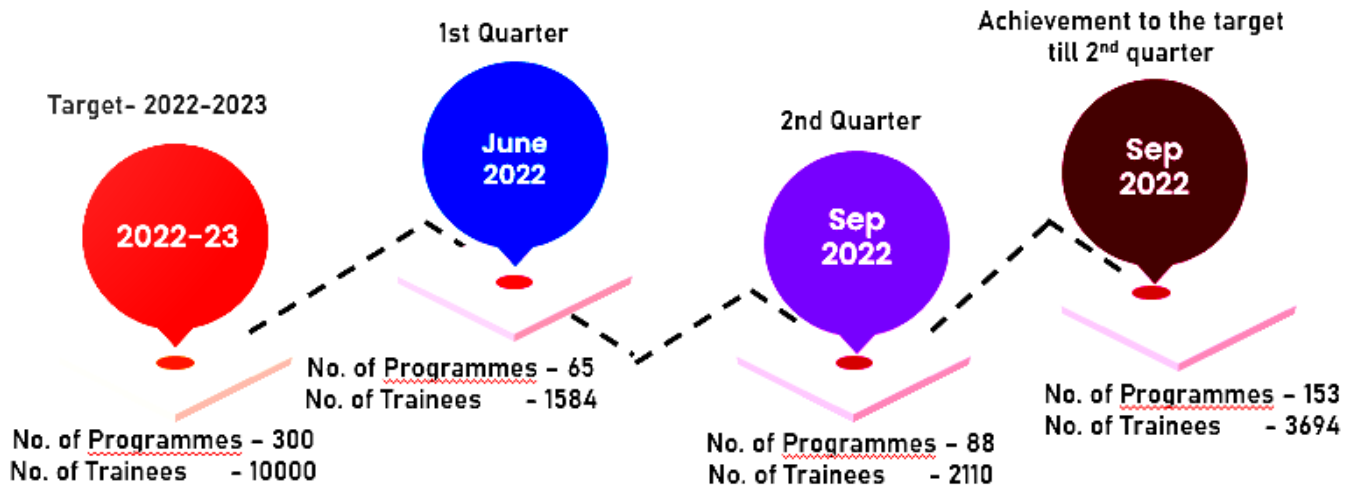 Target- 2022-2023
2022-23
No. of Programmes - 300
No. of Trainees - 10000
1st Quarter
June
2022
No. of Programmes - 65
No. of Trainees - 1584
2nd Quarter
Sep
2022
No. of Programmes - 88
No. of Trainees - 2110
Achievement to the target
till 2nd quarter
Sep
2022
No. of Programmes - 153
No. of Trainees - 3694